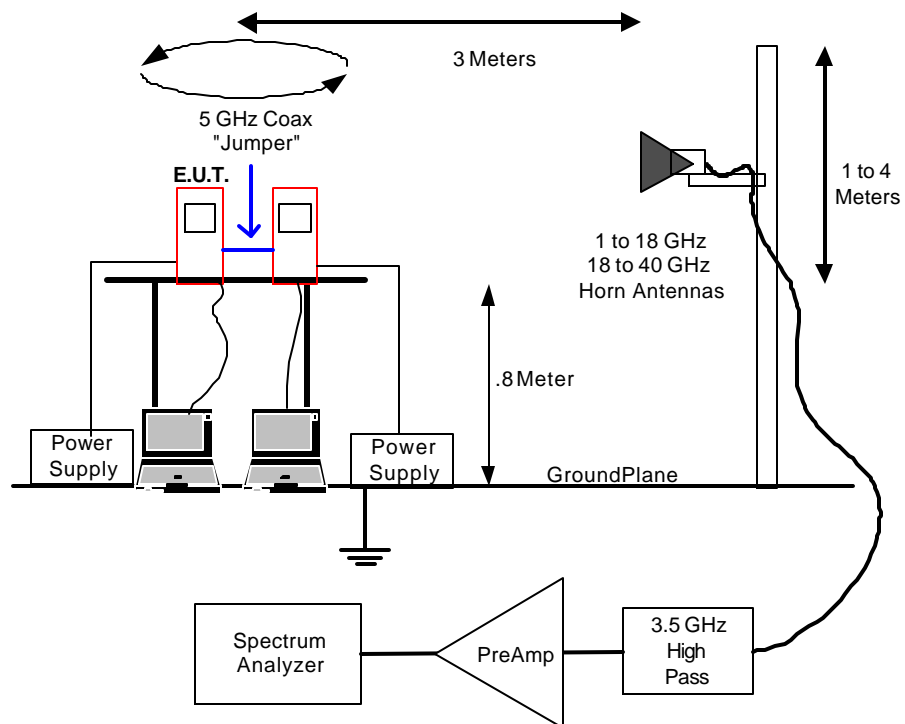 3 Meters
5 GHz Coax
"Jumper"
E.U.T.
1 to 4
Meters
1 to 18 GHz
18 to 40 GHz
Horn Antennas
.8 Meter
Power
Supply
Power
Supply
GroundPlane
Spectrum
Analyzer
PreAmp
3.5 GHz
High
Pass